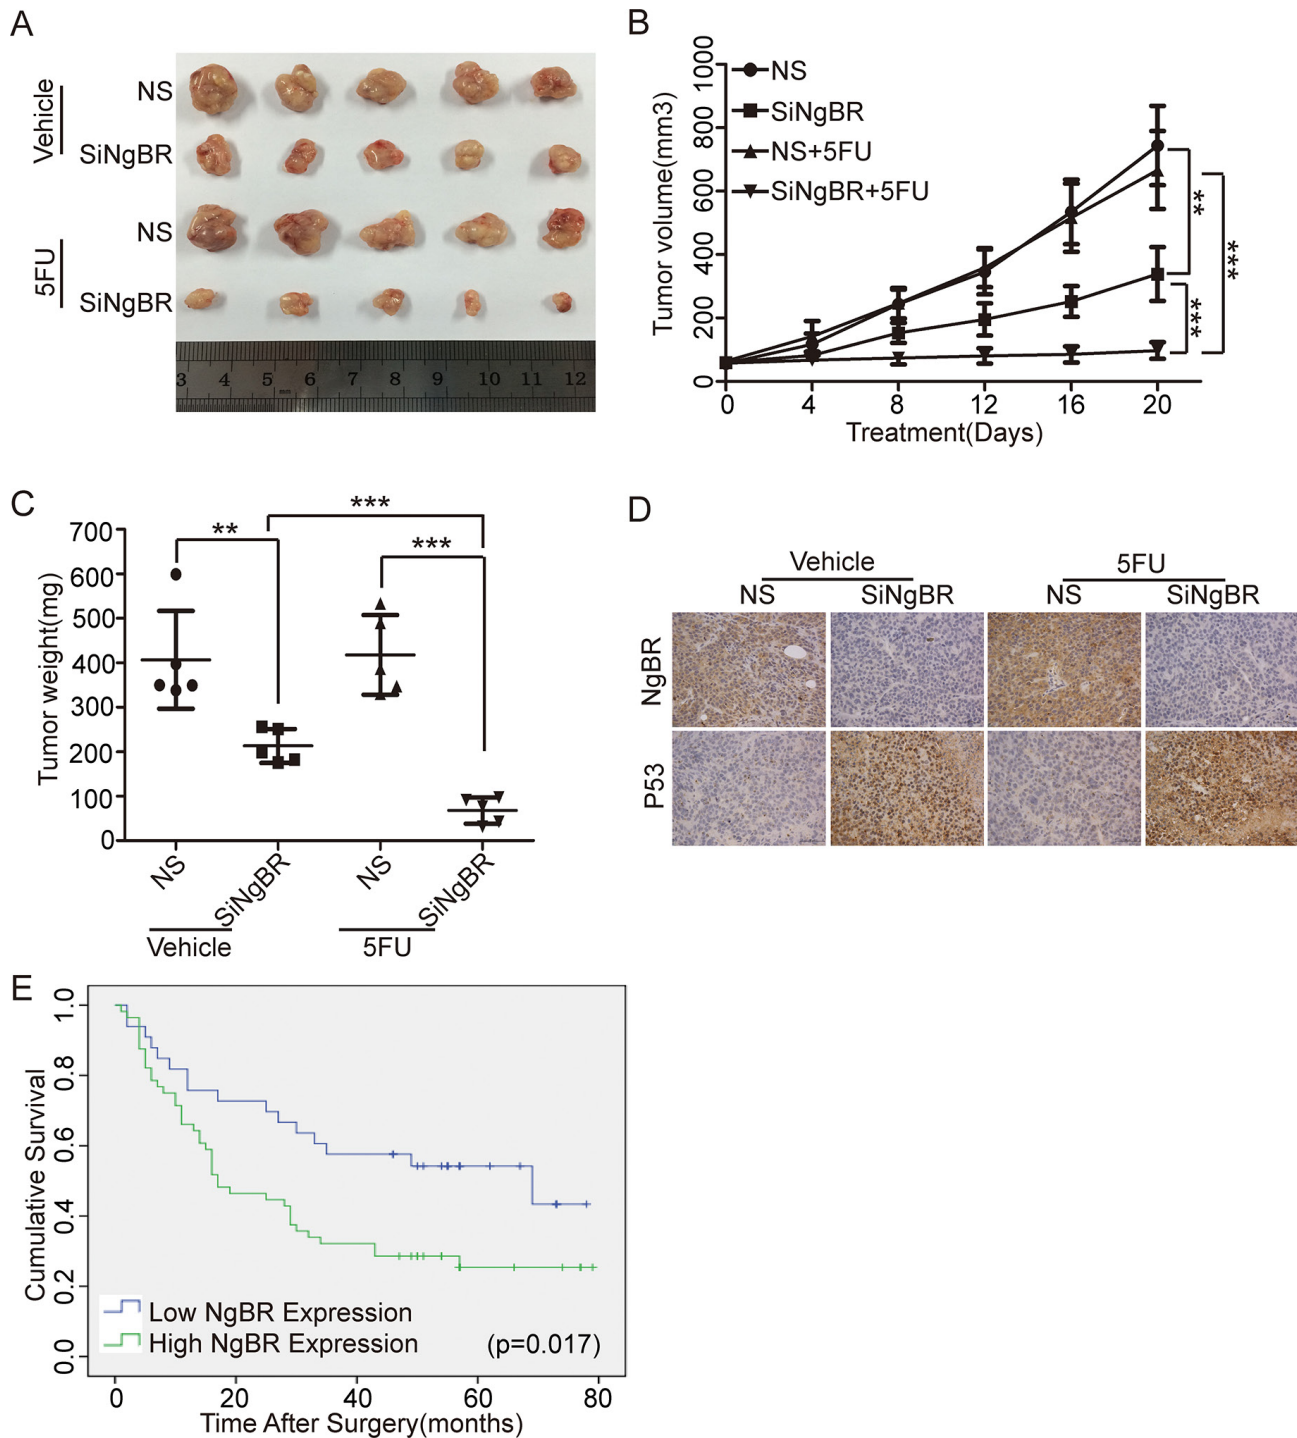 A
Vehicle
NS
SiNgBR
5FU
NS
SiNgBR
3 4 5 6 7 8 9 10 11 12
mm
B
Tumor volume(mm3)
1000
800
600
400
200
0
NS
SiNgBR
NS+5FU
SiNgBR+5FU
**
***
***
0 4 8 12 16 20
Treatment(Days)
C
Tumor weight(mg)
700
600
500
400
300
200
100
0
**
***
***
NS SiNgBR NS SiNgBR
Vehicle 5FU
D
Vehicle 5FU
NS SiNgBR NS SiNgBR
NgBR
P53
E
Cumulative Survival
1.0
0.8
0.6
0.4
0.2
0.0
Low NgBR Expression
High NgBR Expression (p=0.017)
0 20 40 60 80
Time After Surgery(months)